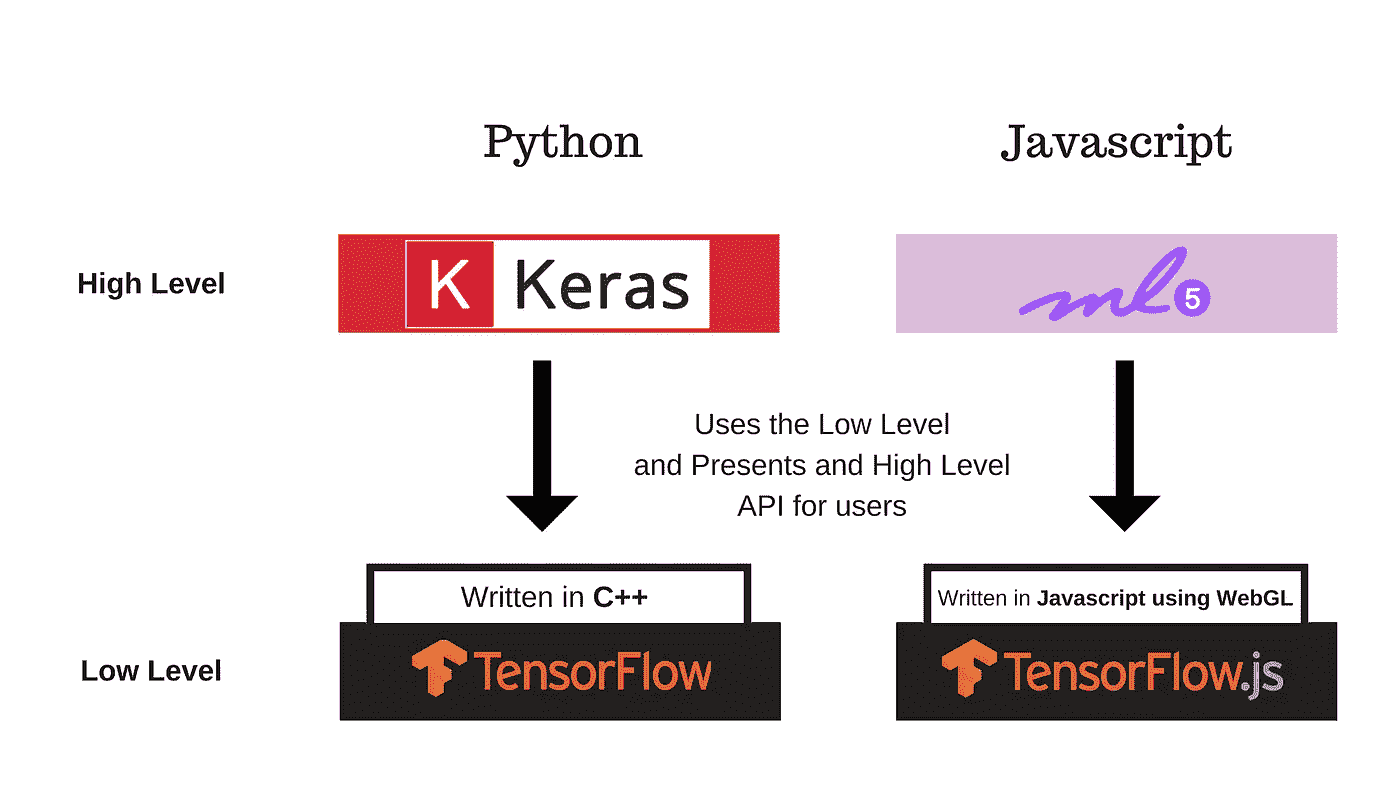 Python
Javascript
High Level
K Keras
ml5
Uses the Low Level
and Presents and High Level
API for users
Written in C++
Written in Javascript using WebGL
Low Level
TensorFlow
TensorFlow.js